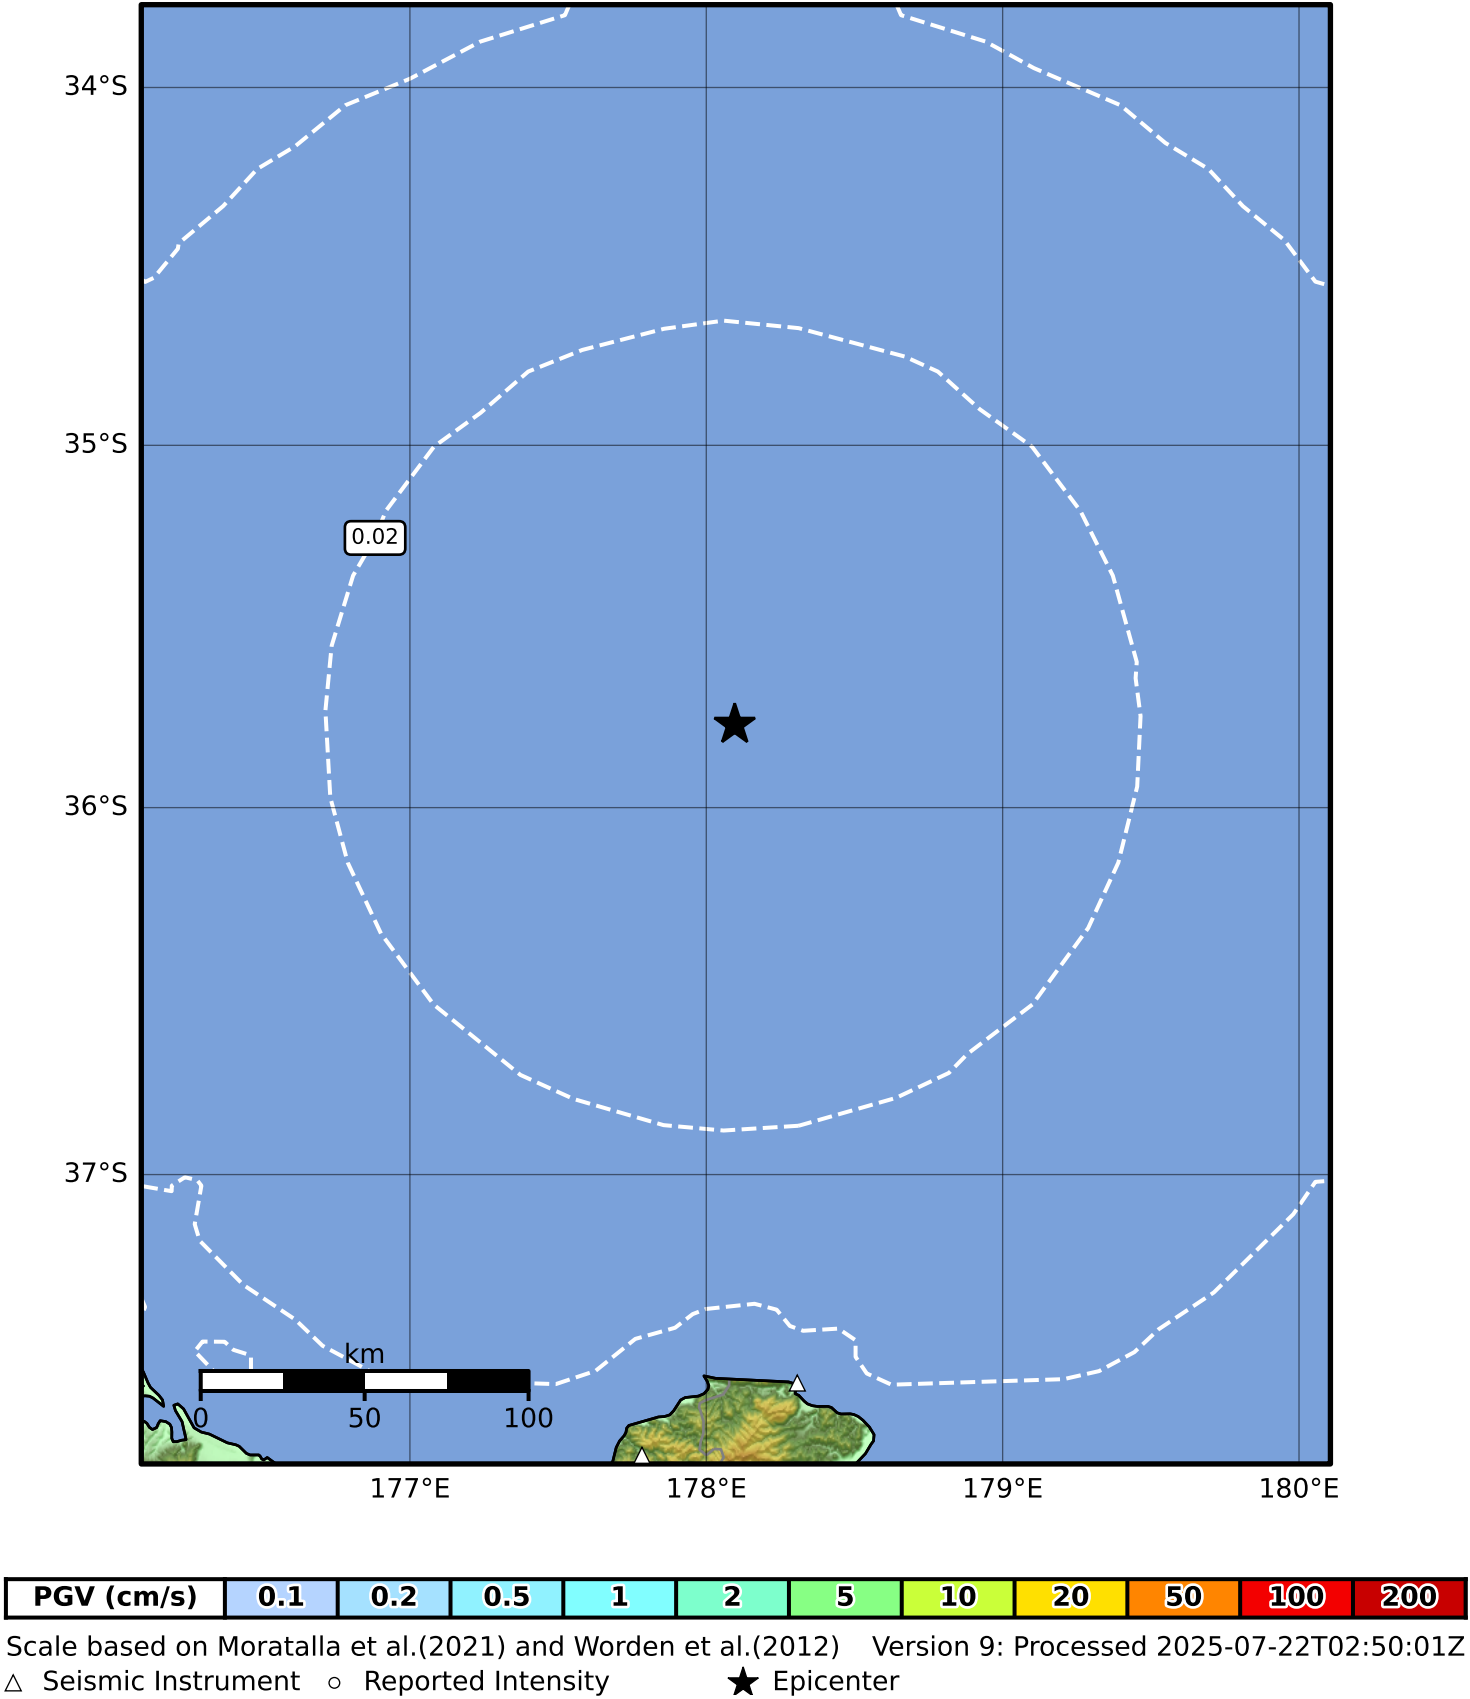 34°S
35°S
0.02
36°S
37°S
km
0 50 100
177°E 178°E 179°E 180°E
PGV (cm/s) 0.1 0.2 0.5 1 2 5 10 20 50 100 200
Scale based on Moratalla et al.(2021) and Worden et al.(2012) Version 9: Processed 2025-07-22T02:50:01Z
Seismic Instrument Reported Intensity Epicenter